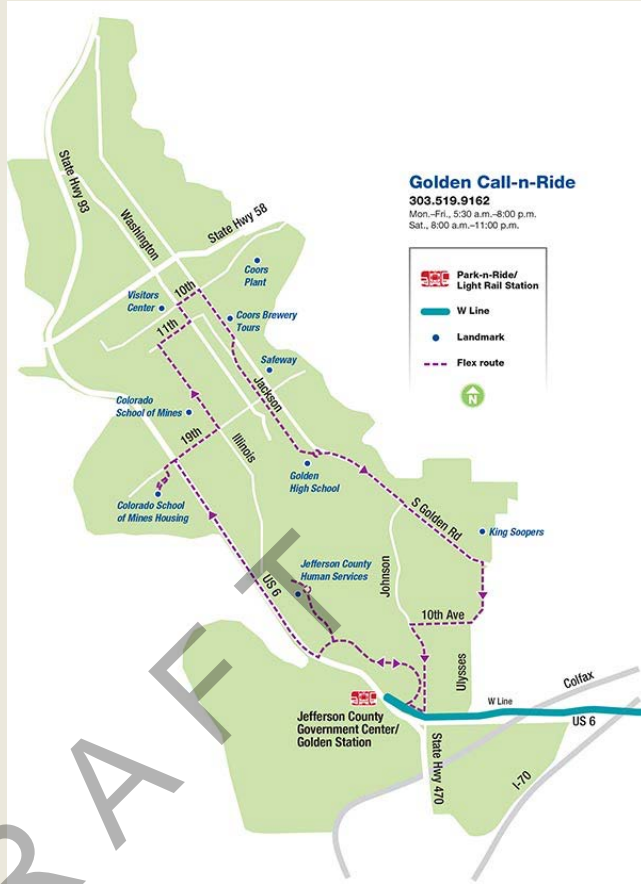 Golden Call-n-Ride
303.519.9162
Mon.–Fri., 5:30 a.m.–8:00 p.m.
Sat., 8:00 a.m.–11:00 p.m.
Park-n-Ride/
Light Rail Station
W Line
Landmark
Flex route
N
State Hwy 93
Washington
State Hwy 58
Coors
Plant
10th
Visitors
Center
Coors Brewery
Tours
11th
Safeway
Jackson
Colorado
School of Mines
19th
Illinois
Golden
High School
Colorado School
of Mines Housing
S Golden Rd
King Soopers
Jefferson County
Human Services
US 6
Johnson
10th Ave
Ulysses
Colfax
W Line
US 6
Jefferson County
Government Center/
Golden Station
State Hwy 470
I-70
RAFT